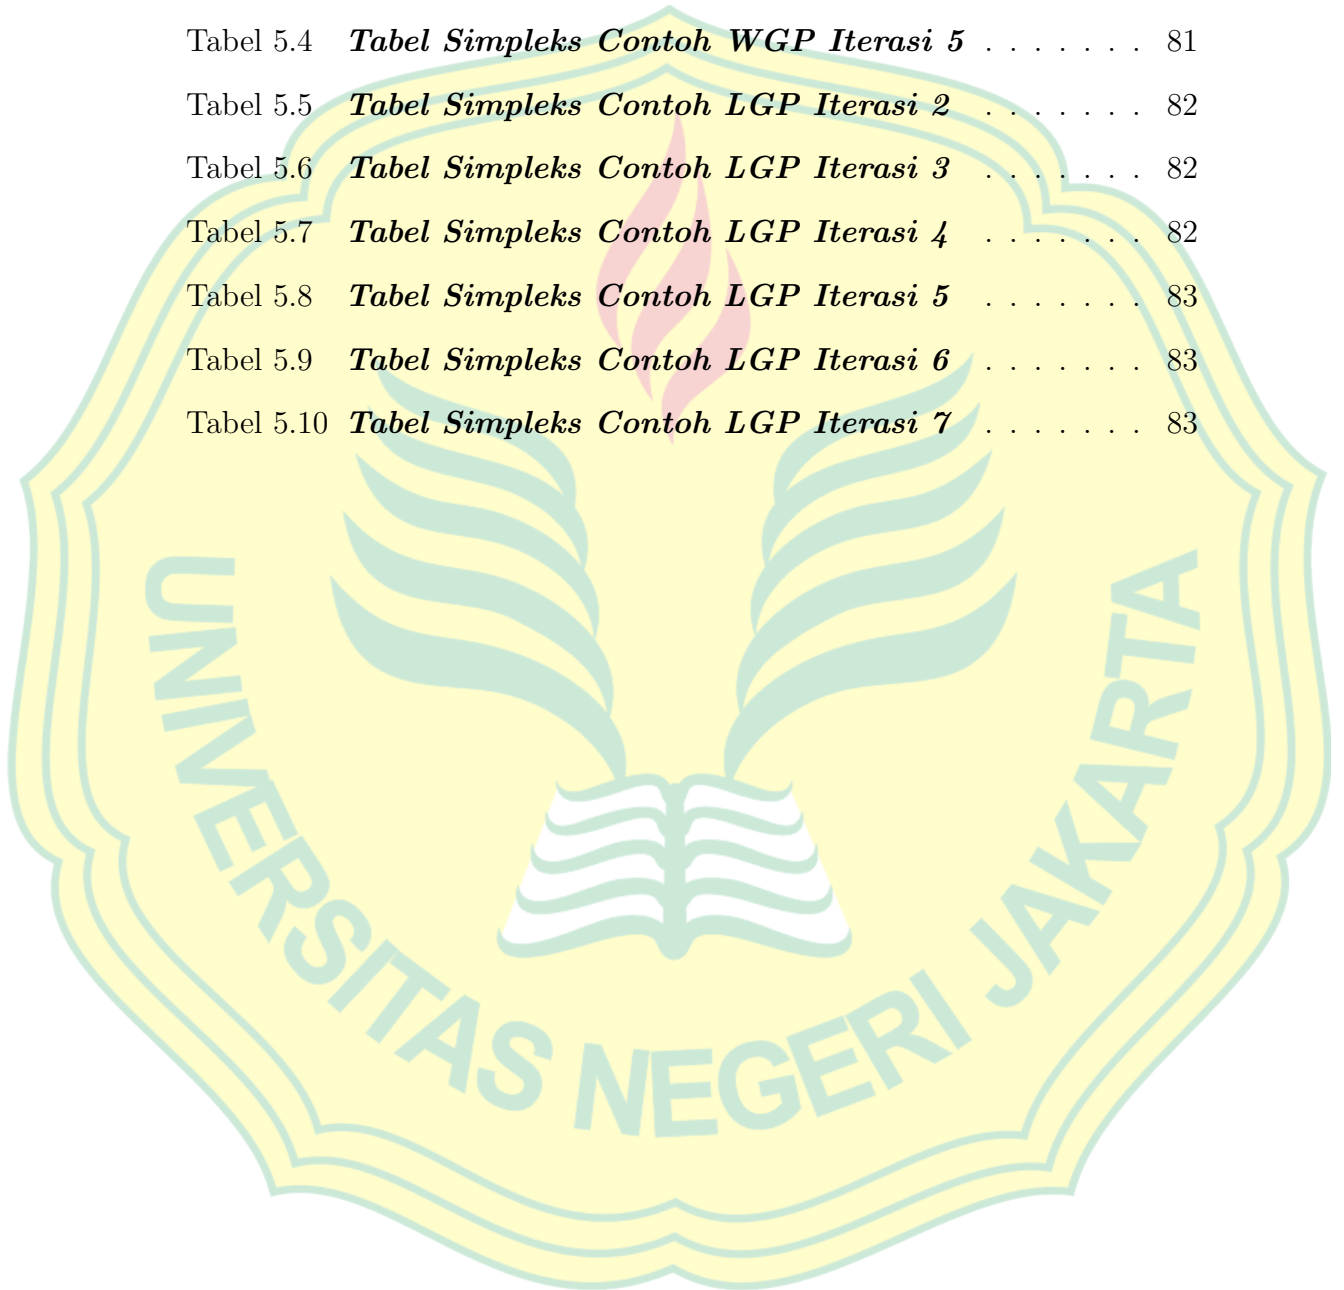 Tabel 5.4 Tabel Simpleks Contoh WGP Iterasi 5 . . . . . . . 81
Tabel 5.5 Tabel Simpleks Contoh LGP Iterasi 2 . . . . . . . 82
Tabel 5.6 Tabel Simpleks Contoh LGP Iterasi 3 . . . . . . . 82
Tabel 5.7 Tabel Simpleks Contoh LGP Iterasi 4 . . . . . . . 82
Tabel 5.8 Tabel Simpleks Contoh LGP Iterasi 5 . . . . . . . 83
Tabel 5.9 Tabel Simpleks Contoh LGP Iterasi 6 . . . . . . . 83
Tabel 5.10 Tabel Simpleks Contoh LGP Iterasi 7 . . . . . . . 83
UNIVERSITAS NEGERI JAKARTA